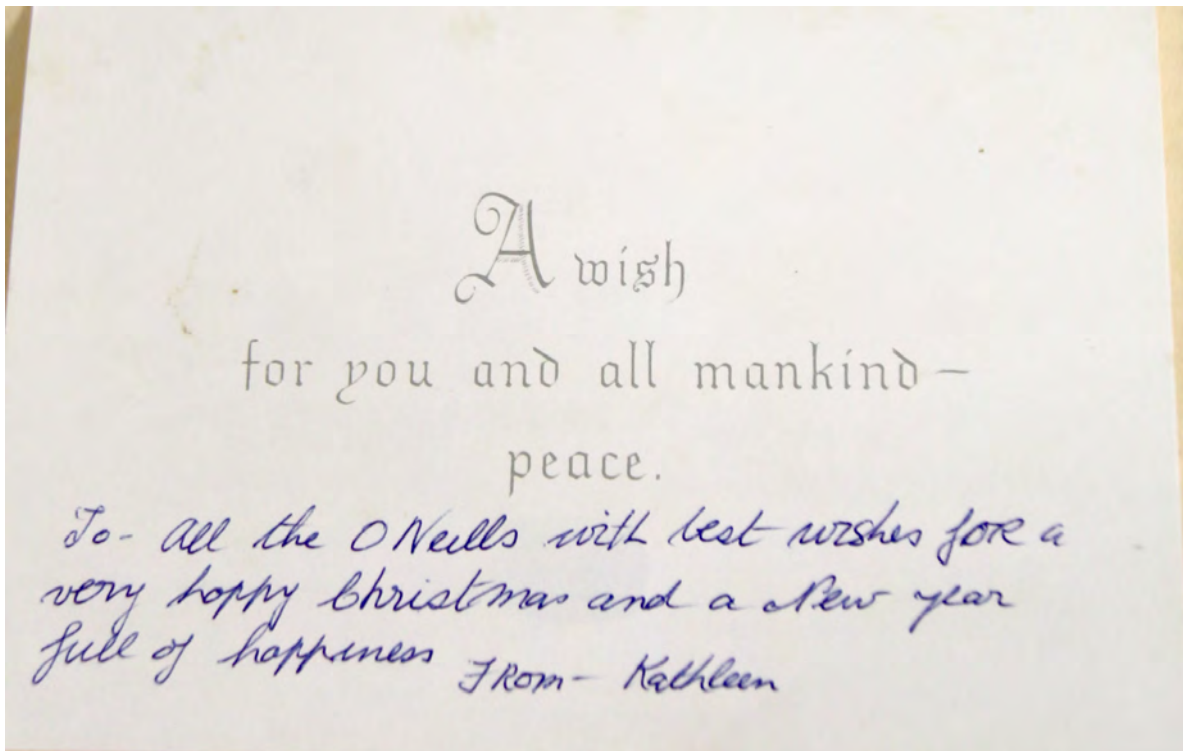 A wish
for you and all mankind—
peace.
To- All the O Neills with best wishes for a
very happy Christmas and a New year
full of happiness From- Kathleen